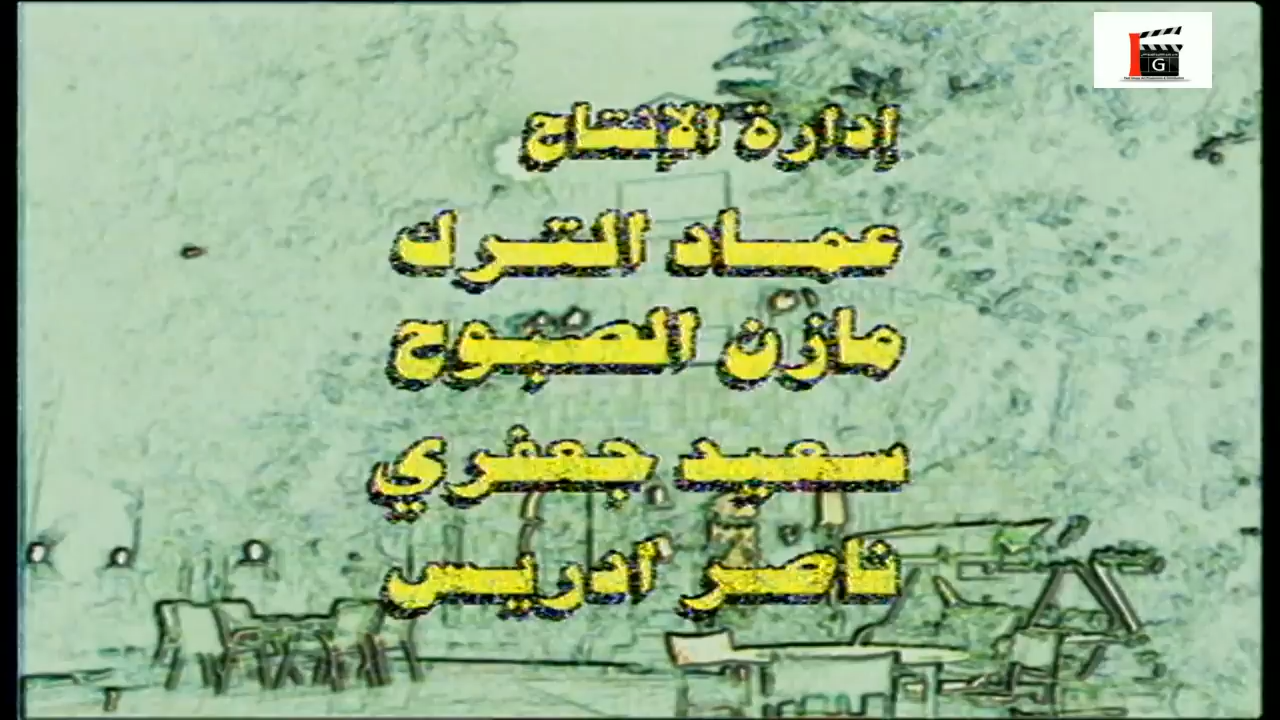 إدارة الإنتاج
عماد الترك
مازن الصبوح
سعيد جعفري
ناصر ادريس
G